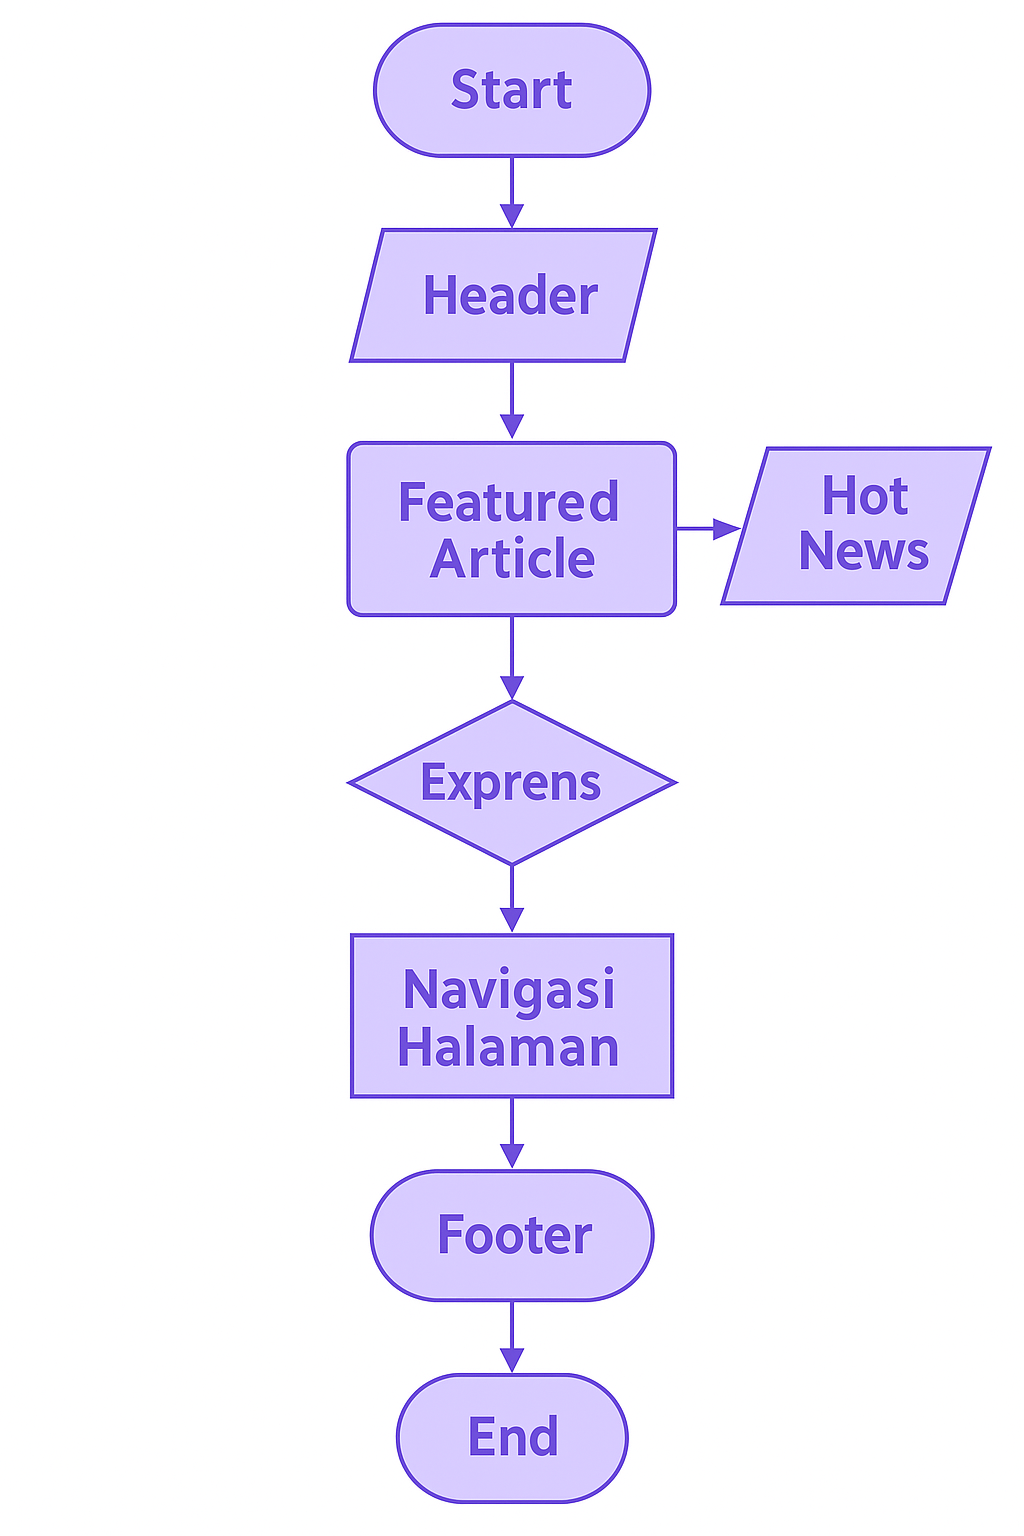 Start
Header
Featured
Article
Hot
News
Exprens
Navigasi
Halaman
Footer
End